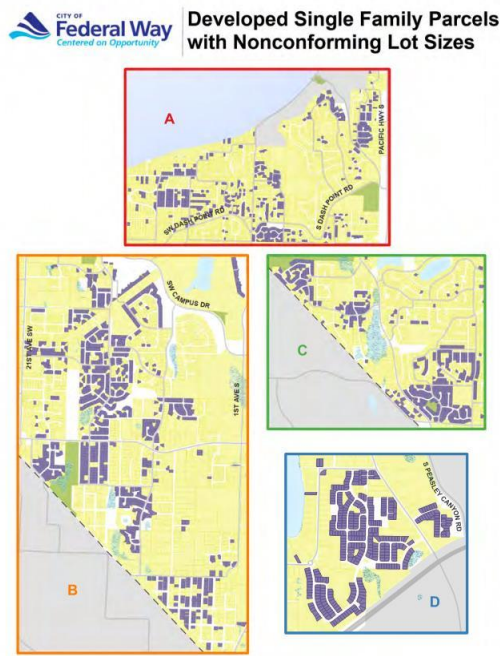 CITY OF
Federal Way
Centered on Opportunity
Developed Single Family Parcels
with Nonconforming Lot Sizes
A
PACIFIC HWY S
SW DASH POINT RD
S DASH POINT RD
SW CAMPUS DR
21ST AVE SW
1ST AVE S
B
C
S PEASLEY CANYON RD
D